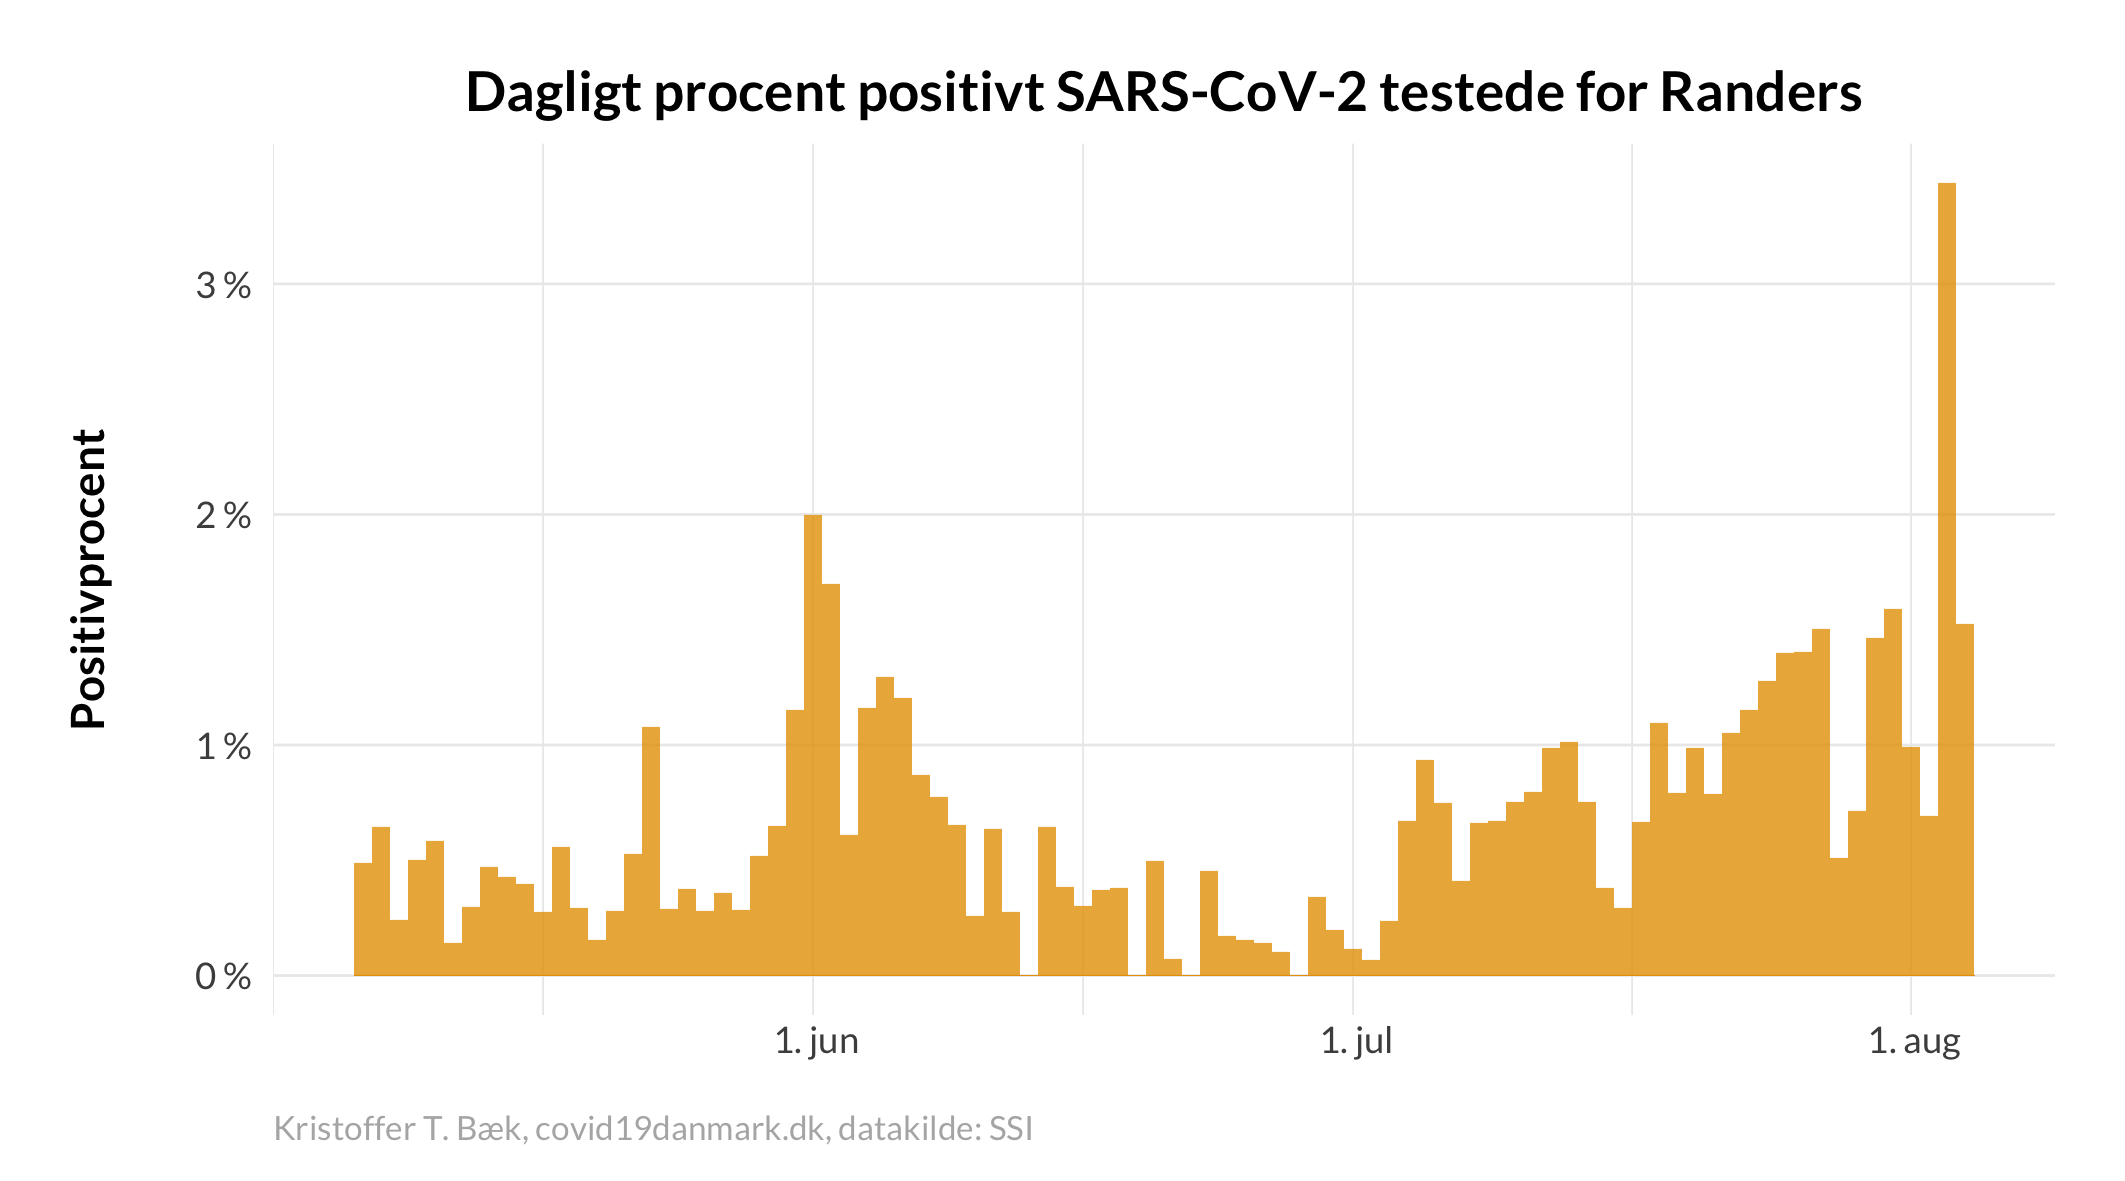 Dagligt procent positivt SARS-CoV-2 testede for Randers
Positivprocent
3 %
2 %
1 %
0 %
1. jun
1. jul
1. aug
Kristoffer T. Bæk, covid19danmark.dk, datakilde: SSI